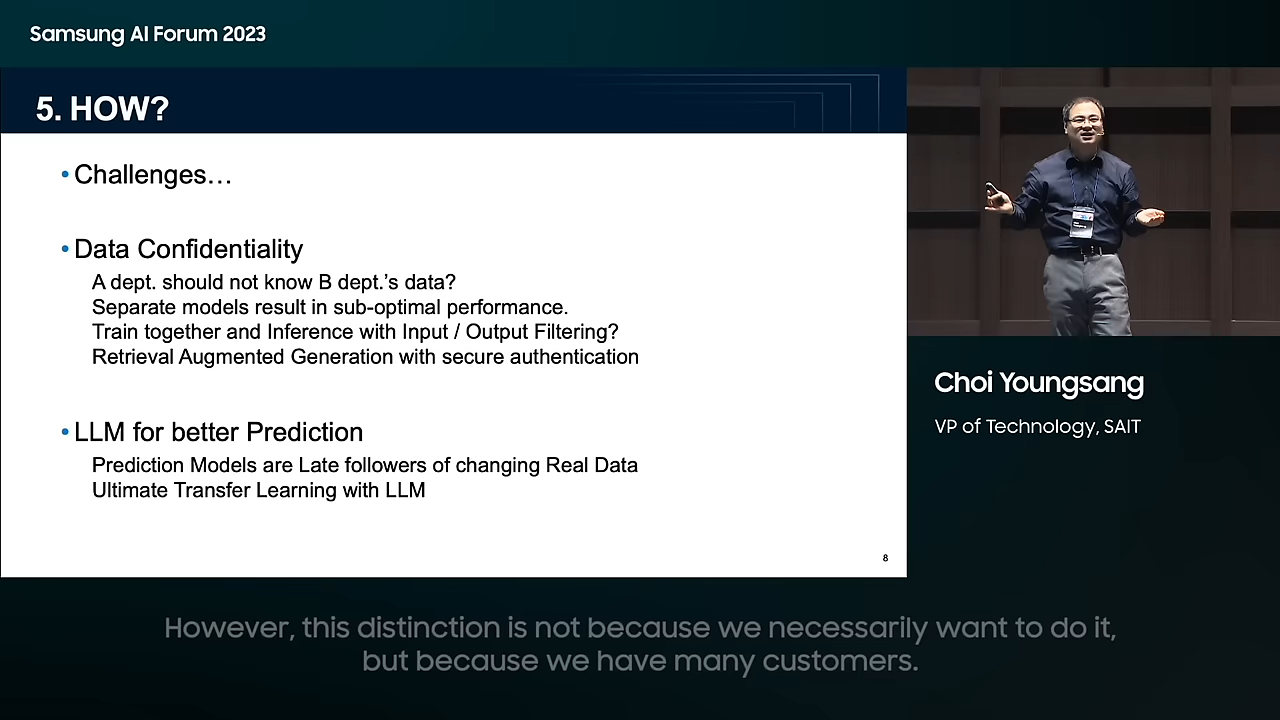 Samsung AI Forum 2023
5. HOW?
• Challenges…
• Data Confidentiality
A dept. should not know B dept.’s data?
Separate models result in sub-optimal performance.
Train together and Inference with Input / Output Filtering?
Retrieval Augmented Generation with secure authentication
• LLM for better Prediction
Prediction Models are Late followers of changing Real Data
Ultimate Transfer Learning with LLM
8
Choi Youngsang
VP of Technology, SAIT
However, this distinction is not because we necessarily want to do it,
but because we have many customers.